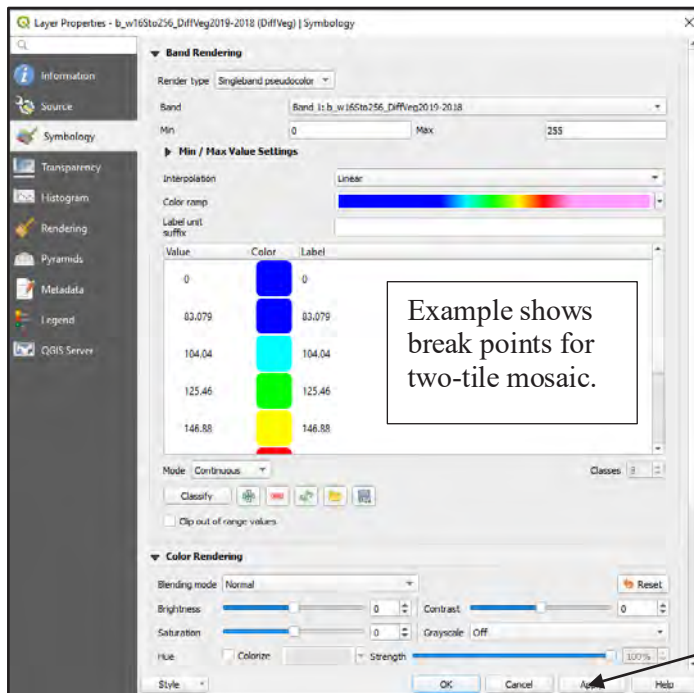 Layer Properties - b_w16Sto256_DiffVeg2019-2018 (DiffVeg) | Symbology
Information
Source
Symbology
Transparency
Histogram
Rendering
Pyramids
Metadata
Legend
QGIS Server
Band Rendering
Render type Singleband pseudocolor
Band Band 1: b_w16Sto256_DiffVeg2019-2018
Min 0 Max 255
Min / Max Value Settings
Interpolation Linear
Color ramp
Label unit
suffix
Value Color Label
0 0
83.079 83.079
104.04 104.04
125.46 125.46
146.88 146.88
Example shows
break points for
two-tile mosaic.
Mode Continuous Classes
Classify
Clip out of range values
Color Rendering
Blending mode Normal Reset
Brightness 0 Contrast 0
Saturation 0 Grayscale Off
Hue Colorize Strength 100%
Style OK Cancel Help